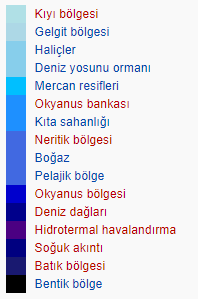 Kıyı bölgesi
Gelgit bölgesi
Haliçler
Deniz yosunu ormanı
Mercan resifleri
Okyanus bankası
Kıta sahanlığı
Neritik bölgesi
Boğaz
Pelajik bölge
Okyanus bölgesi
Deniz dağları
Hidrotermal havalandırma
Soğuk akıntı
Batık bölgesi
Bentik bölge